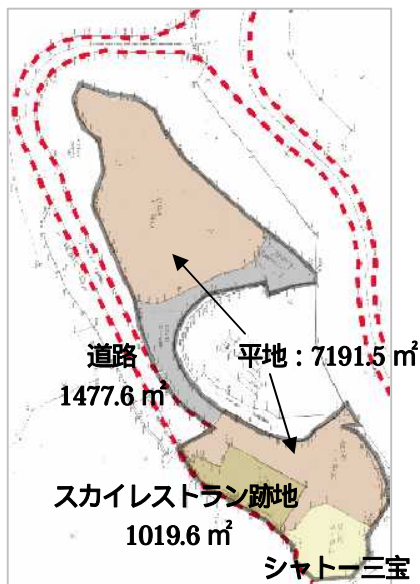 道路
1477.6 ㎡
平地：7191.5 ㎡
スカイレストラン跡地
1019.6 ㎡
シャトー三宝